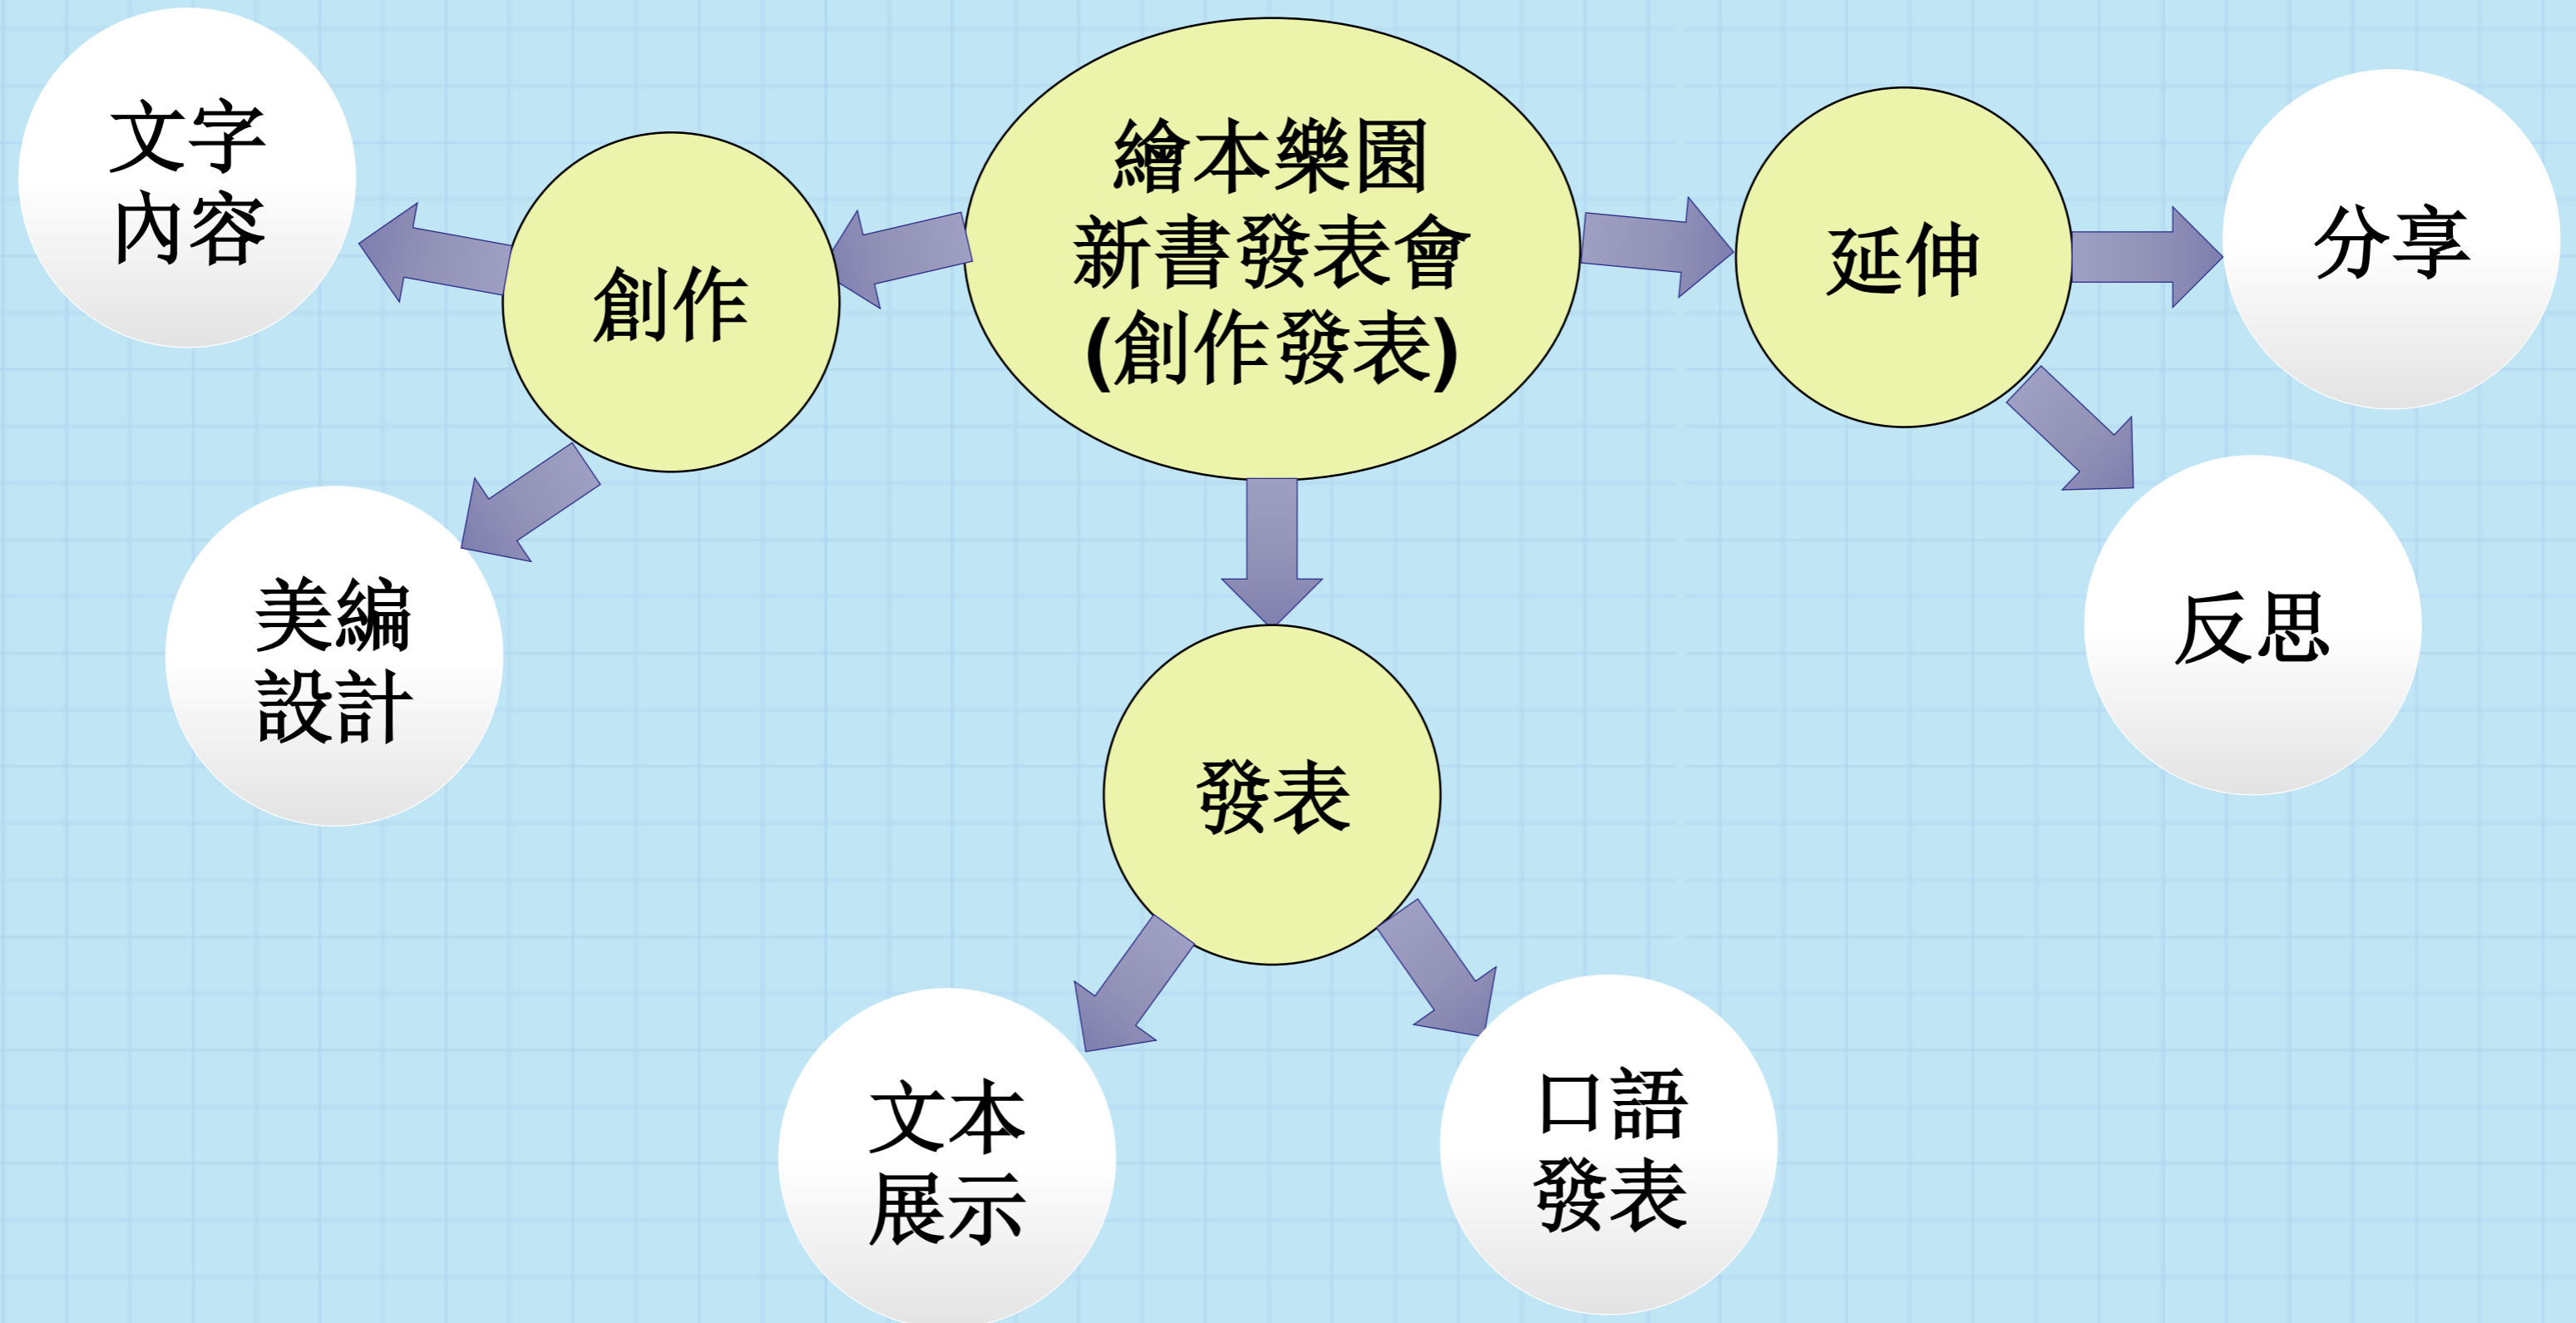 繪本樂園
新書發表會
(創作發表)
創作
文字
內容
美編
設計
發表
文本
展示
口語
發表
延伸
分享
反思